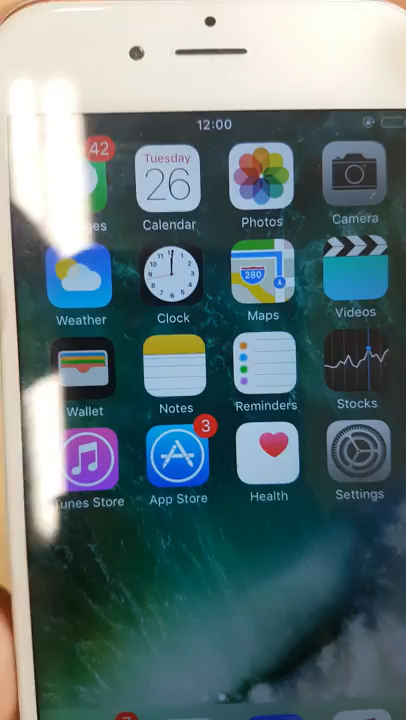 12:00
42
Tuesday
26
Calendar
Photos
Camera
280
Weather
Clock
Maps
Videos
Wallet
Notes
Reminders
Stocks
3
iTunes Store
App Store
Health
Settings